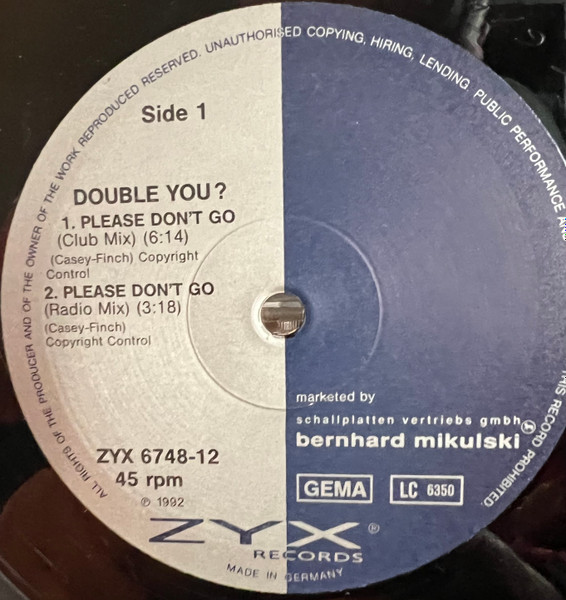 ALL RIGHTS OF THE PRODUCER AND OF THE OWNER OF THE WORK REPRODUCED RESERVED. UNAUTHORISED COPYING, HIRING, LENDING PUBLIC PERFORMANCE AND THIS RECORD PROHIBITED
Side 1
DOUBLE YOU?
1. PLEASE DON'T GO
(Club Mix) (6:14)
(Casey-Finch) Copyright
Control
2. PLEASE DON'T GO
(Radio Mix) (3:18)
(Casey-Finch)
Copyright Control
marketed by
schallplatten vertriebs gmbh
bernhard mikulski
ZYX 6748-12
45 rpm
℗ 1992
GEMA
LC 6350
ZYX®
RECORDS
MADE IN GERMANY